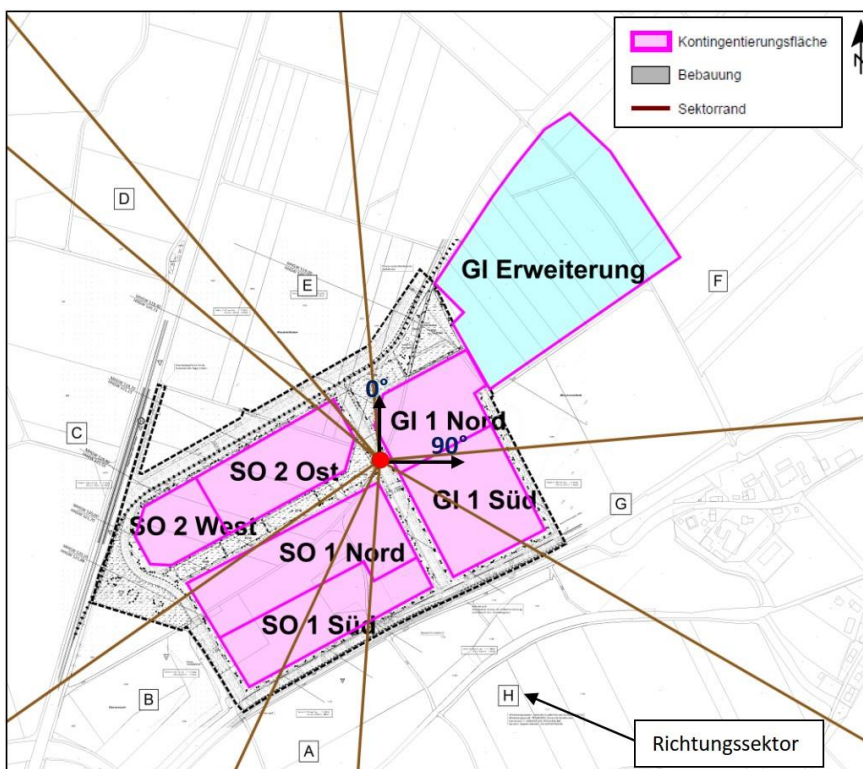 Kontingentierungsfläche
Bebauung
Sektorrand
N
D
E
GI Erweiterung
F
0°
GI 1 Nord
90°
C
SO 2 Ost
GI 1 Süd
G
SO 2 West
SO 1 Nord
SO 1 Süd
B
H
A
Richtungssektor